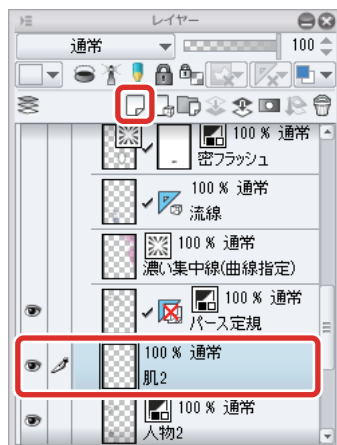 レイヤー
通常 100
100 % 通常
密フラッシュ
100 % 通常
流線
100 % 通常
濃い集中線(曲線指定)
100 % 通常
パース定規
100 % 通常
肌2
100 % 通常
人物2